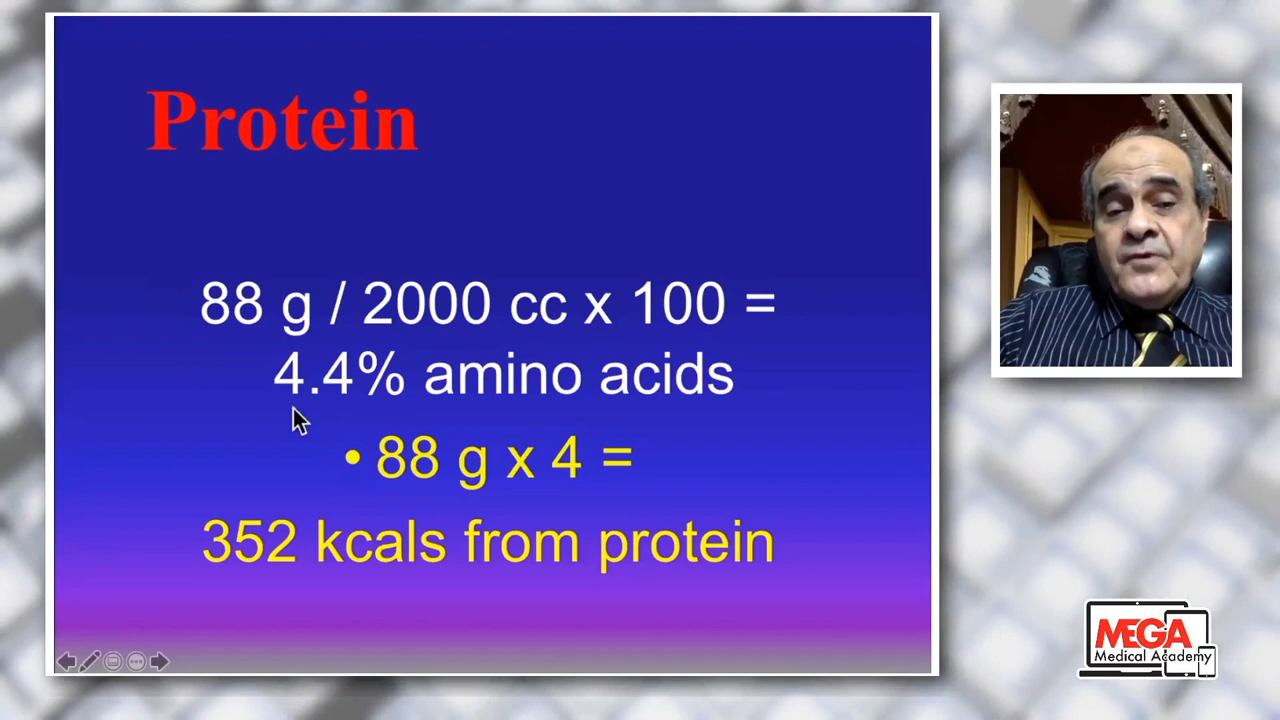 Protein
88 g / 2000 cc x 100 =
4.4% amino acids
• 88 g x 4 =
352 kcals from protein
MEGA
Medical Academy